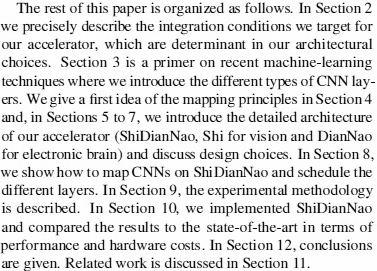 The rest of this paper is organized as follows. In Section 2
we precisely describe the integration conditions we target for
our accelerator, which are determinant in our architectural
choices. Section 3 is a primer on recent machine-learning
techniques where we introduce the different types of CNN lay-
ers. We give a first idea of the mapping principles in Section 4
and, in Sections 5 to 7, we introduce the detailed architecture
of our accelerator (ShiDianNao, Shi for vision and DianNao
for electronic brain) and discuss design choices. In Section 8,
we show how to map CNNs on ShiDianNao and schedule the
different layers. In Section 9, the experimental methodology
is described. In Section 10, we implemented ShiDianNao
and compared the results to the state-of-the-art in terms of
performance and hardware costs. In Section 12, conclusions
are given. Related work is discussed in Section 11.